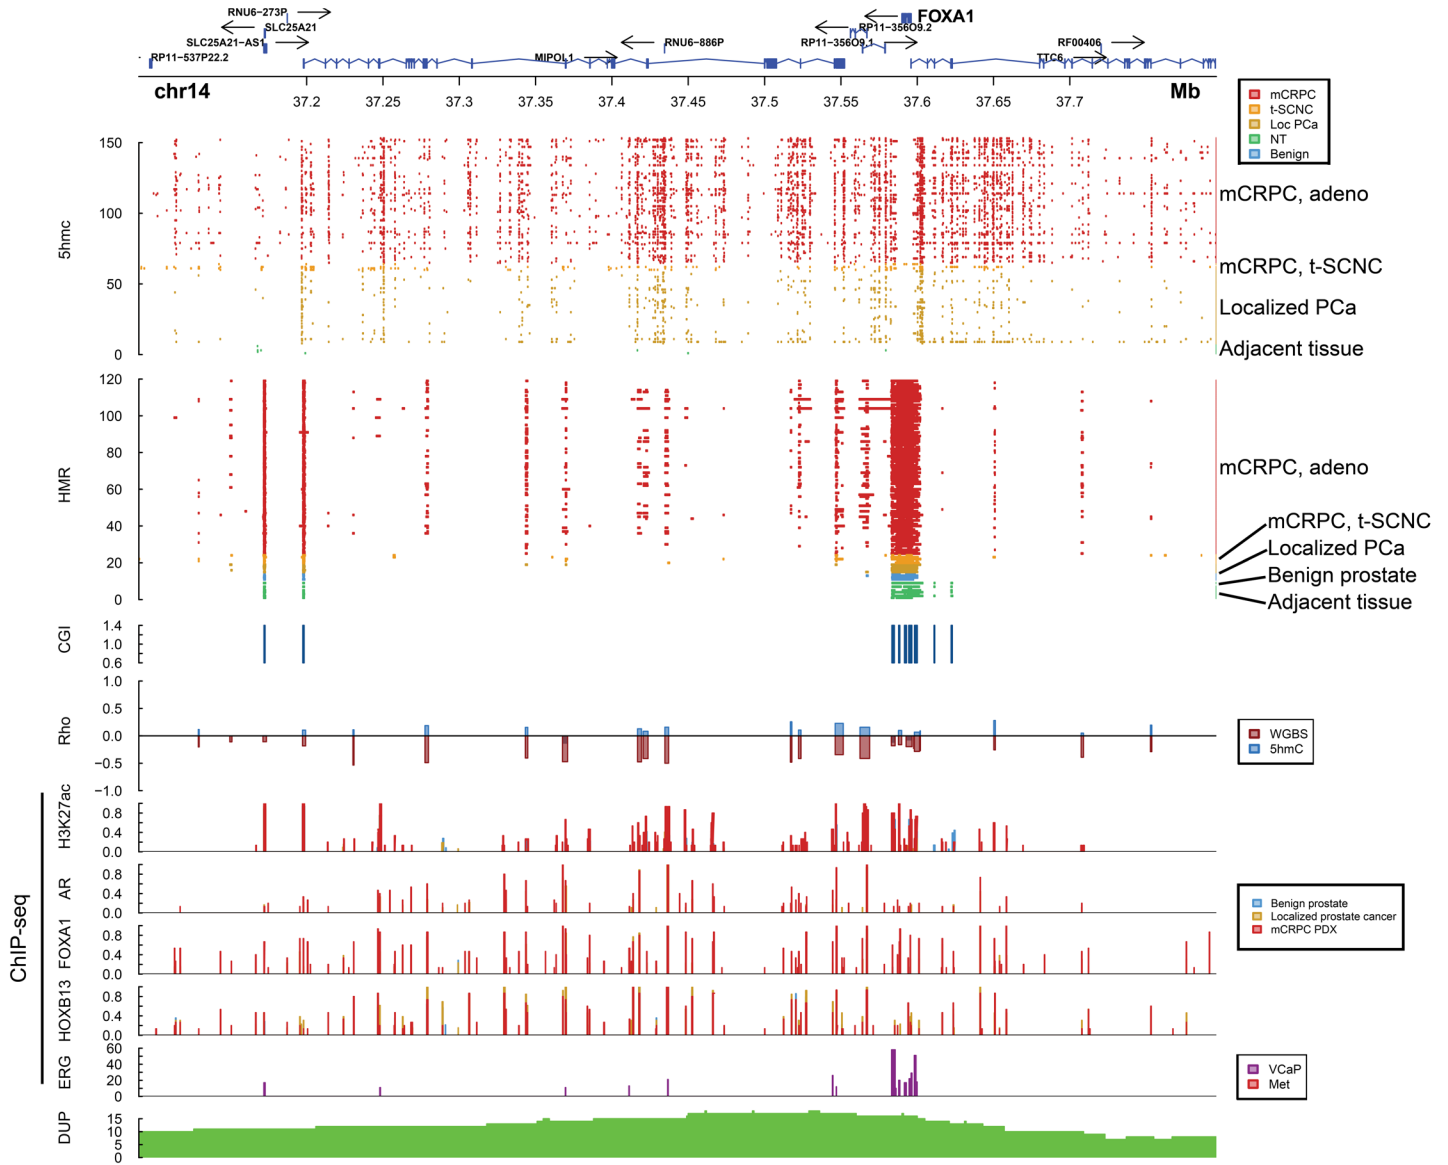 RNU6-273P
FOXA1
SLC25A21
RP11-356O9.2
SLC25A21-AS1
RNU6-886P
RP11-356O9.1
RF00406
RP11-537P22.2
MIPOL1
TTC6
chr14
Mb
37.2
37.25
37.3
37.35
37.4
37.45
37.5
37.55
37.6
37.65
37.7
mCRPC
t-SCNC
Loc PCa
NT
Benign
5hmc
150
100
50
0
mCRPC, adeno
mCRPC, t-SCNC
Localized PCa
Adjacent tissue
HMR
120
100
80
60
40
20
0
mCRPC, adeno
mCRPC, t-SCNC
Localized PCa
Benign prostate
Adjacent tissue
CGI
1.4
1.0
0.6
Rho
1.0
0.5
0.0
−0.5
−1.0
WGBS
5hmC
ChIP-seq
H3K27ac
0.8
0.4
0.0
AR
0.8
0.4
0.0
Benign prostate
Localized prostate cancer
mCRPC PDX
FOXA1
0.8
0.4
0.0
HOXB13
0.8
0.4
0.0
ERG
60
40
20
0
VCaP
Met
DUP
15
10
5
0